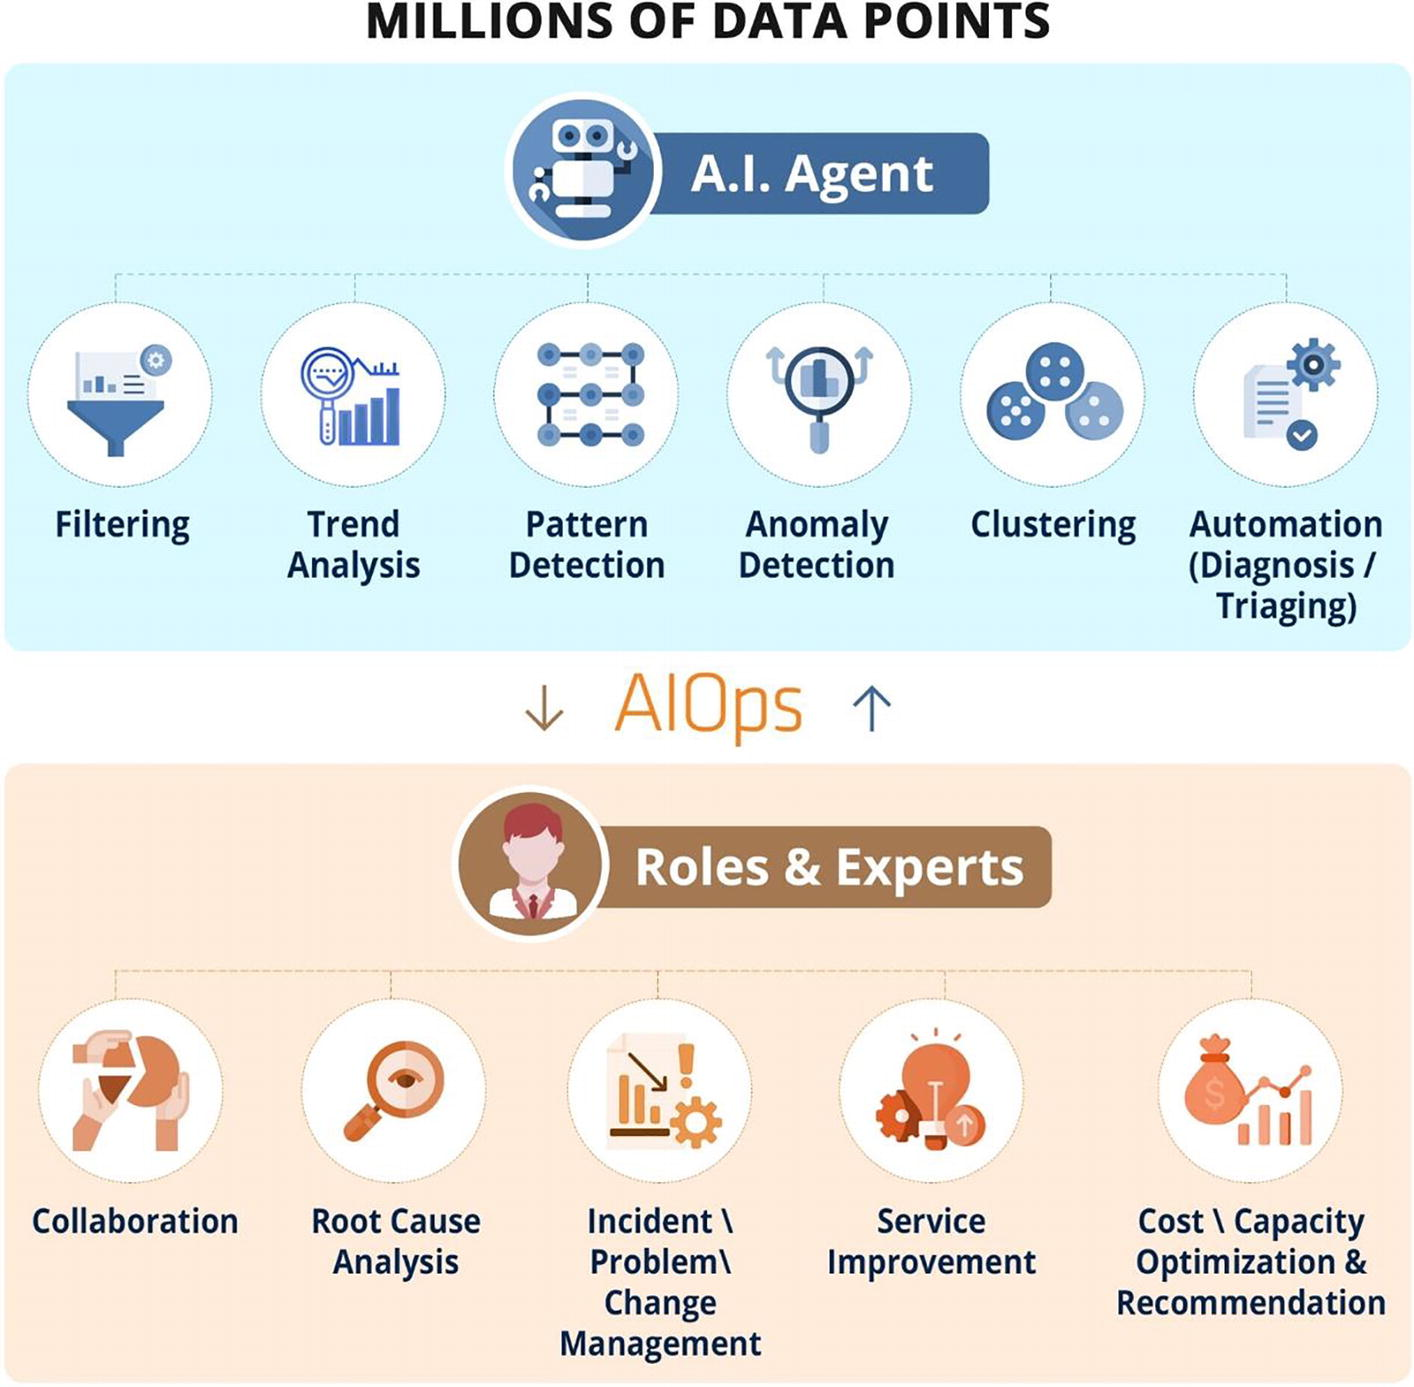 MILLIONS OF DATA POINTS
A.I. Agent
Filtering
Trend
Analysis
Pattern
Detection
Anomaly
Detection
Clustering
Automation
(Diagnosis /
Triaging)
AIOps
Roles & Experts
Collaboration
Root Cause
Analysis
Incident \
Problem\
Change
Management
Service
Improvement
$
Cost \ Capacity
Optimization &
Recommendation